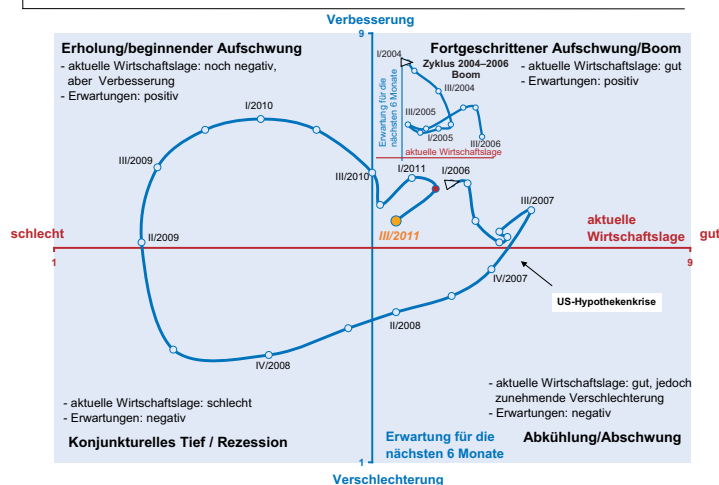 Verbesserung
9
Erholung/beginnender Aufschwung
- aktuelle Wirtschaftslage: noch negativ,
aber Verbesserung
- Erwartungen: positiv
Fortgeschrittener Aufschwung/Boom
- aktuelle Wirtschaftslage: gut
- Erwartungen: positiv
I/2004
Zyklus 2004–2006
Boom
III/2004
III/2005
I/2005
III/2006
Erwartung für die
nächsten 6 Monate
aktuelle Wirtschaftslage
I/2010
III/2009
III/2010
I/2011
I/2006
III/2007
II/2009
III/2011
schlecht
1
aktuelle
Wirtschaftslage
gut
9
IV/2007
US-Hypothekenkrise
II/2008
IV/2008
- aktuelle Wirtschaftslage: schlecht
- Erwartungen: negativ
Konjunkturelles Tief / Rezession
- aktuelle Wirtschaftslage: gut, jedoch
zunehmende Verschlechterung
- Erwartungen: negativ
Abkühlung/Abschwung
Erwartung für die
nächsten 6 Monate
1
Verschlechterung